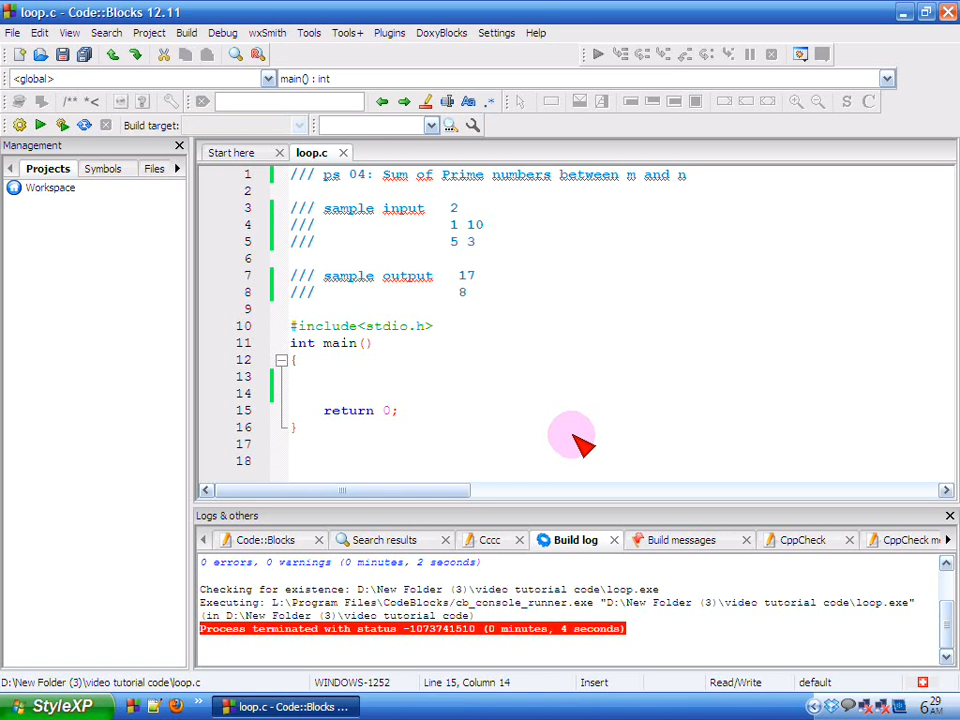 loop.c - Code::Blocks 12.11
File Edit View Search Project Build Debug wxSmith Tools Tools+ Plugins DoxyBlocks Settings Help
<global> main() : int
/** *< Aa .* S C
Build target:
Management
Start here loop.c
Projects Symbols Files
Workspace
1 /// ps 04: Sum of Prime numbers between m and n
2
3 /// sample input 2
4 /// 1 10
5 /// 5 3
6
7 /// sample output 17
8 /// 8
9
10 #include<stdio.h>
11 int main()
12 {
13
14
15 return 0;
16 }
17
18
Logs & others
Code::Blocks Search results Cccc Build log Build messages CppCheck CppCheck me
0 errors, 0 warnings (0 minutes, 2 seconds)
Checking for existence: D:\New Folder (3)\video tutorial code\loop.exe
Executing: L:\Program Files\CodeBlocks/cb_console_runner.exe "D:\New Folder (3)\video tutorial code\loop.exe"
(in D:\New Folder (3)\video tutorial code)
Process terminated with status -1073741510 (0 minutes, 4 seconds)
D:\New Folder (3)\video tutorial code\loop.c WINDOWS-1252 Line 15, Column 14 Insert Read/Write default
StyleXP » loop.c - Code::Blocks ... 6 29 AM